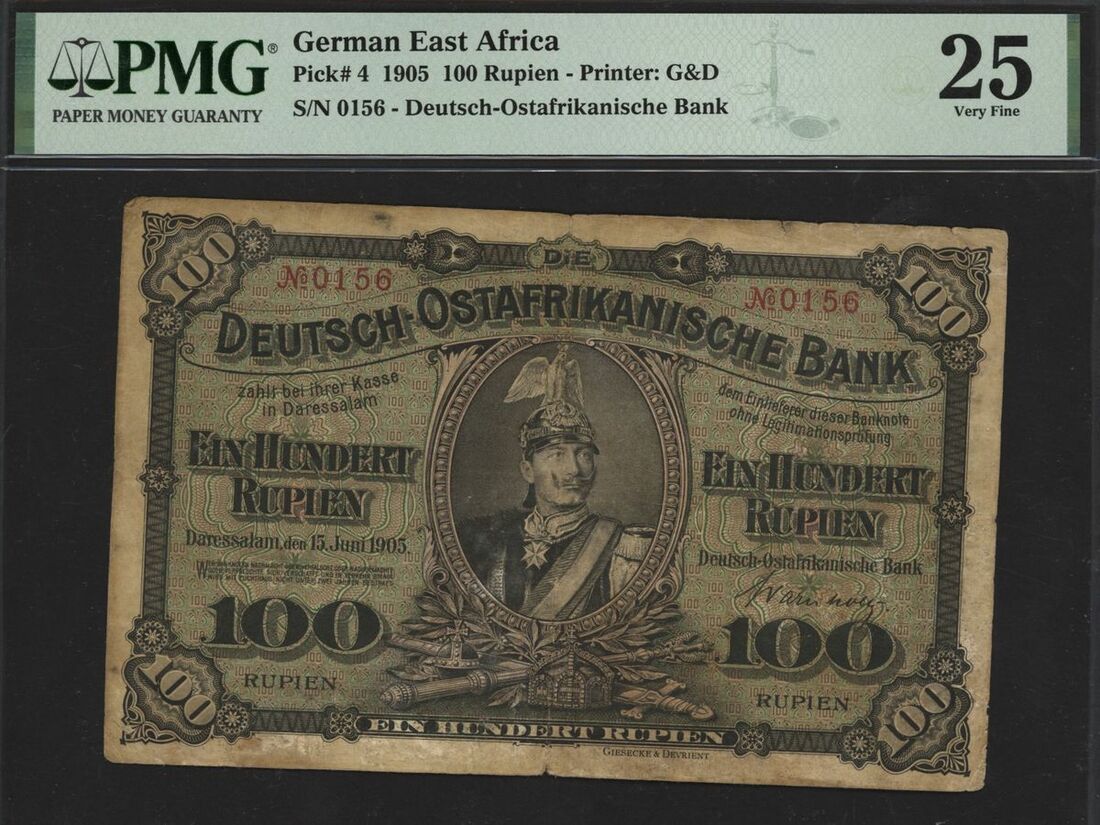 PMG®
PAPER MONEY GUARANTY
German East Africa
Pick# 4 1905 100 Rupien - Printer: G&D
S/N 0156 - Deutsch-Ostafrikanische Bank
25
Very Fine
100
DIE
100
№0156
№0156
DEUTSCH-OSTAFRIKANISCHE BANK
zahlt bei ihrer Kasse
in Daressalam
dem Einlieferer dieser Banknote
ohne Legitimationsprüfung
EIN HUNDERT
RUPIEN
EIN HUNDERT
RUPIEN
Daressalam, den 15. Juni 1905.
Deutsch-Ostafrikanische Bank
100
100
RUPIEN
RUPIEN
100
100
EIN HUNDERT RUPIEN
GIESECKE & DEVRIENT